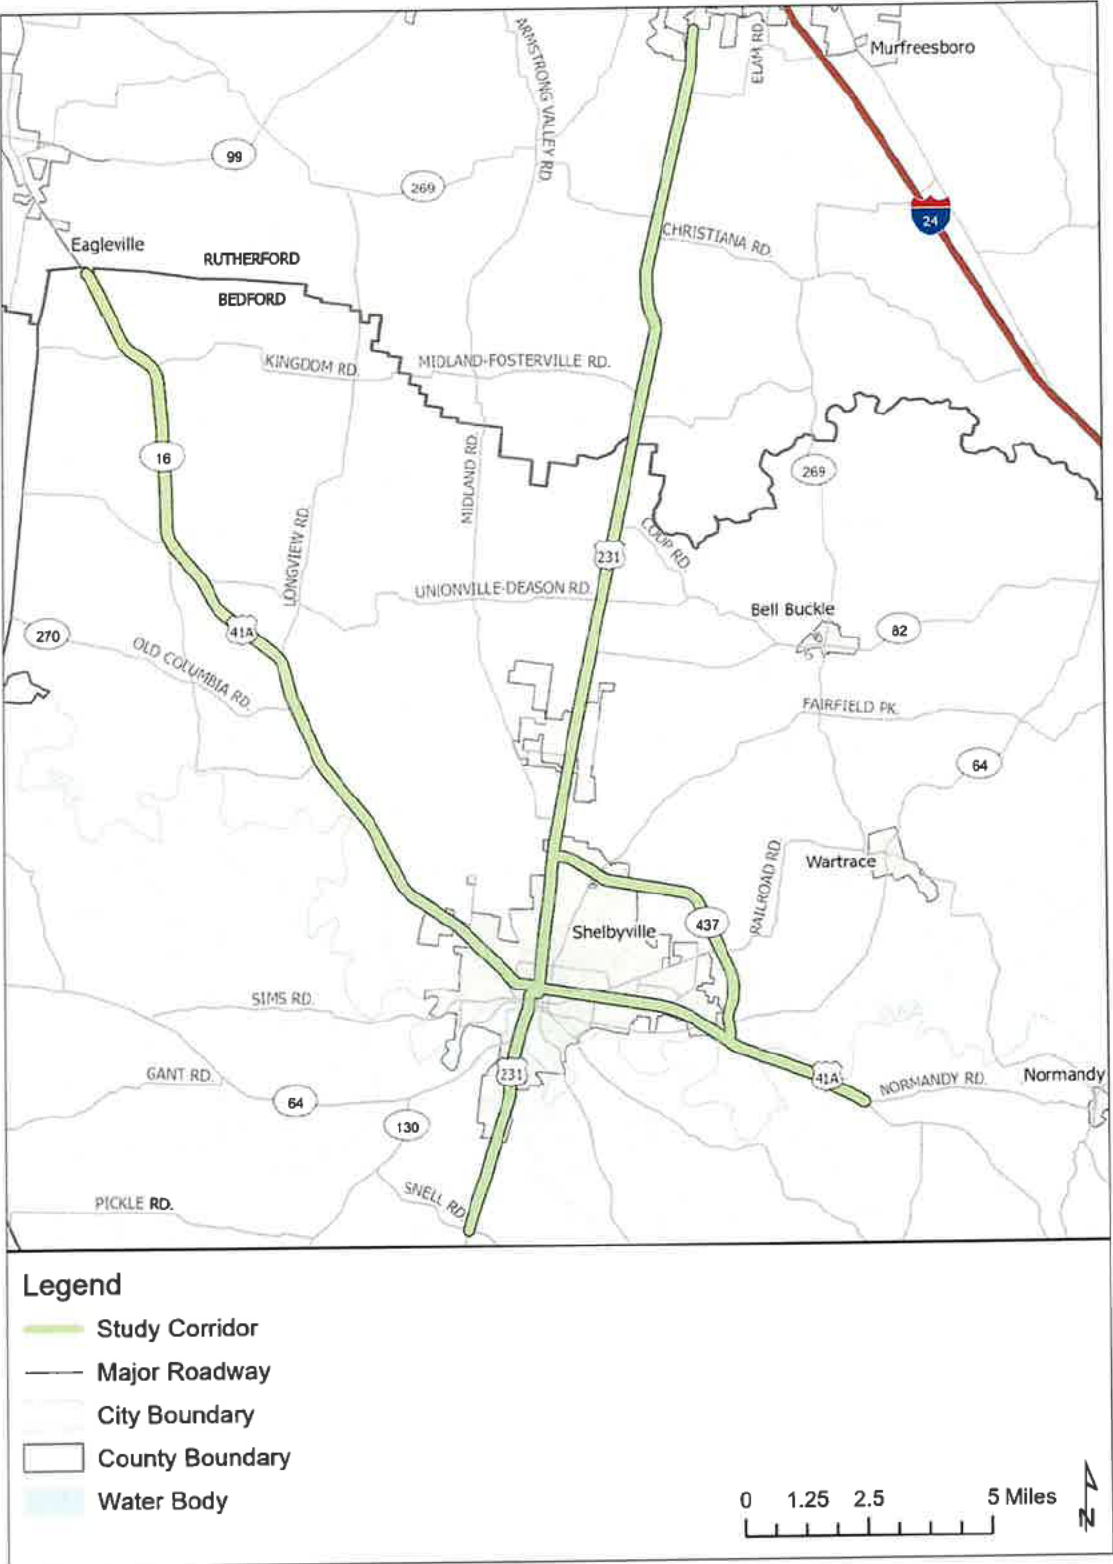 Murfreesboro
ARMSTRONG VALLEY RD.
ELAM RD.
99
269
24
CHRISTIANA RD.
Eagleville
RUTHERFORD
BEDFORD
KINGDOM RD.
MIDLAND-FOSTERVILLE RD.
16
MIDLAND RD.
269
LONGVIEW RD.
231
COOP RD.
UNIONVILLE-DEASON RD.
Bell Buckle
82
270
41A
OLD COLUMBIA RD.
FAIRFIELD PK.
64
RAILROAD RD.
Wartrace
437
Shelbyville
SIMS RD.
GANT RD.
231
41A
NORMANDY RD.
Normandy
64
130
SNELL RD.
PICKLE RD.
Legend
Study Corridor
Major Roadway
City Boundary
County Boundary
Water Body
0 1.25 2.5 5 Miles
N